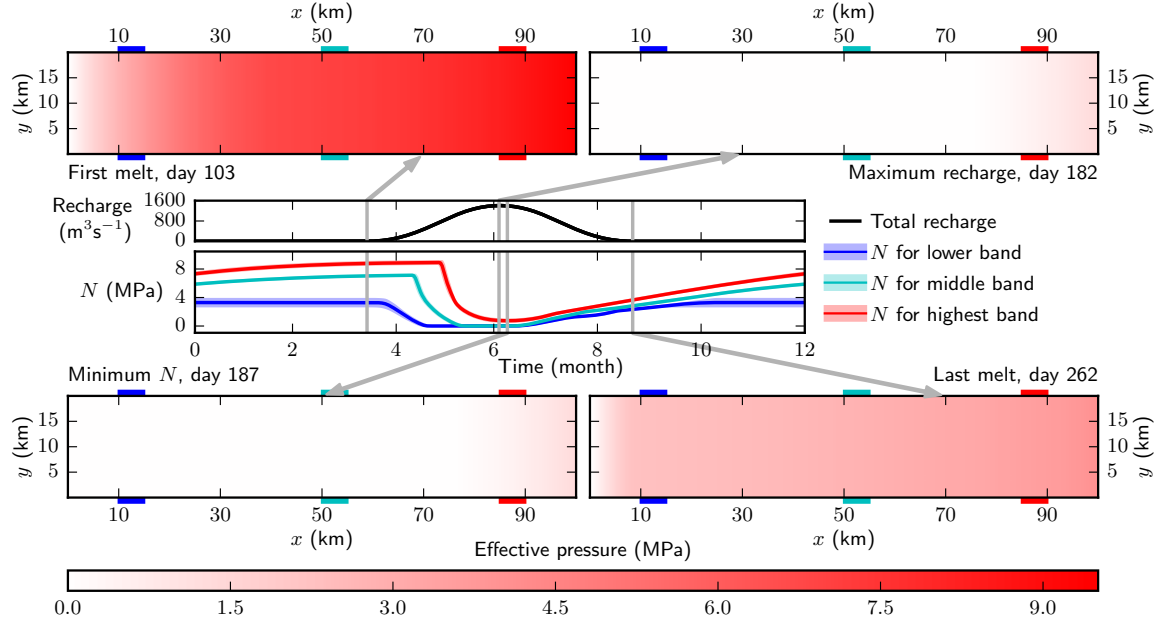 x (km) x (km)
10 30 50 70 90 10 30 50 70 90
y (km) 15 10 5 15 10 5 y (km)
First melt, day 103 Maximum recharge, day 182
Recharge (m³s⁻¹) 1600 800 0
Total recharge
N for lower band
N for middle band
N for highest band
N (MPa) 8 4 0
0 2 4 6 8 10 12
Time (month)
Minimum N, day 187 Last melt, day 262
y (km) 15 10 5 15 10 5 y (km)
10 30 50 70 90 10 30 50 70 90
x (km) x (km)
Effective pressure (MPa)
0.0 1.5 3.0 4.5 6.0 7.5 9.0